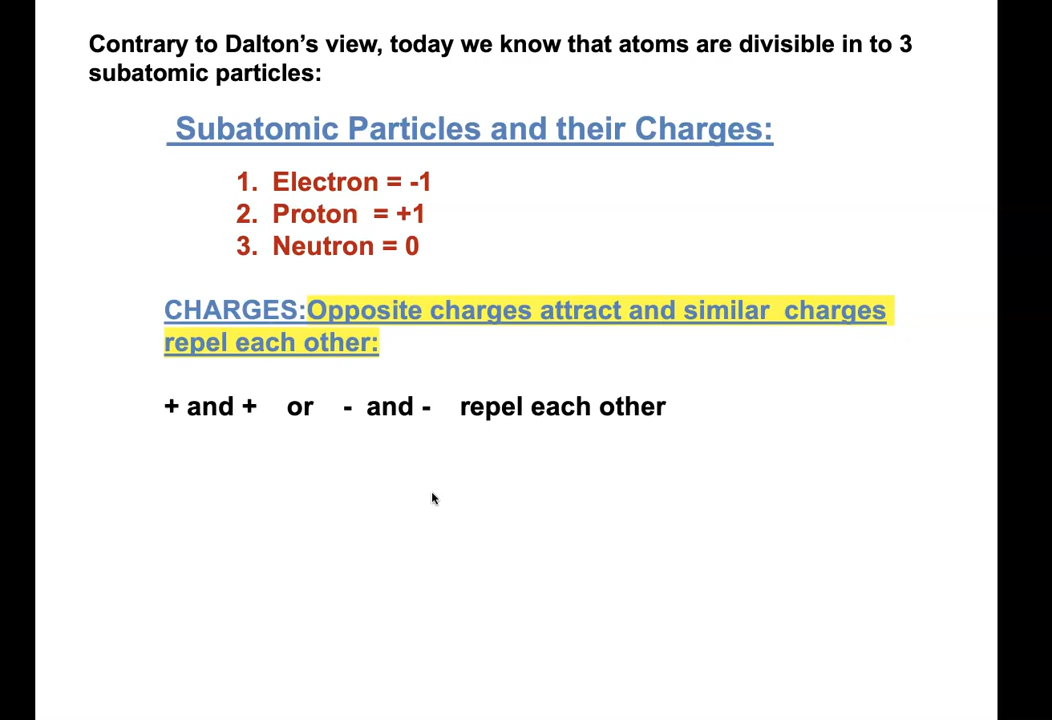 Contrary to Dalton’s view, today we know that atoms are divisible in to 3
subatomic particles:
Subatomic Particles and their Charges:
1. Electron = -1
2. Proton = +1
3. Neutron = 0
CHARGES:Opposite charges attract and similar charges
repel each other:
+ and + or - and - repel each other